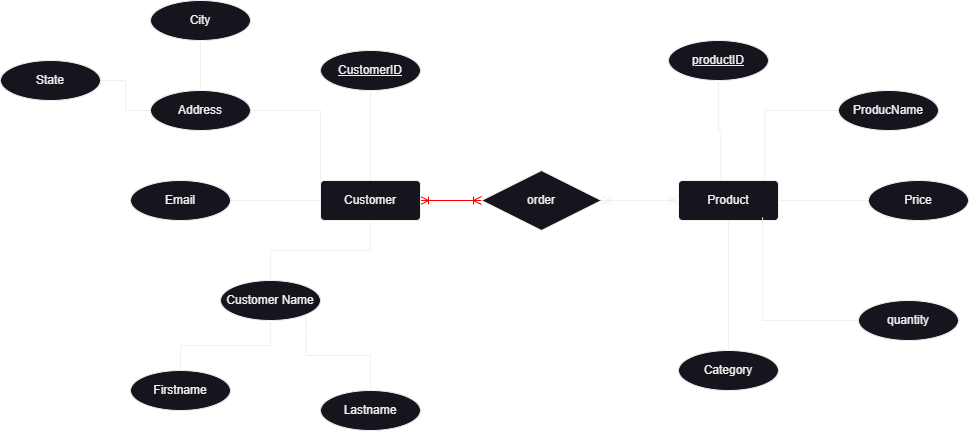 City
CustomerID
productID
State
Address
ProducName
Email
Customer
order
Product
Price
Customer Name
quantity
Category
Firstname
Lastname